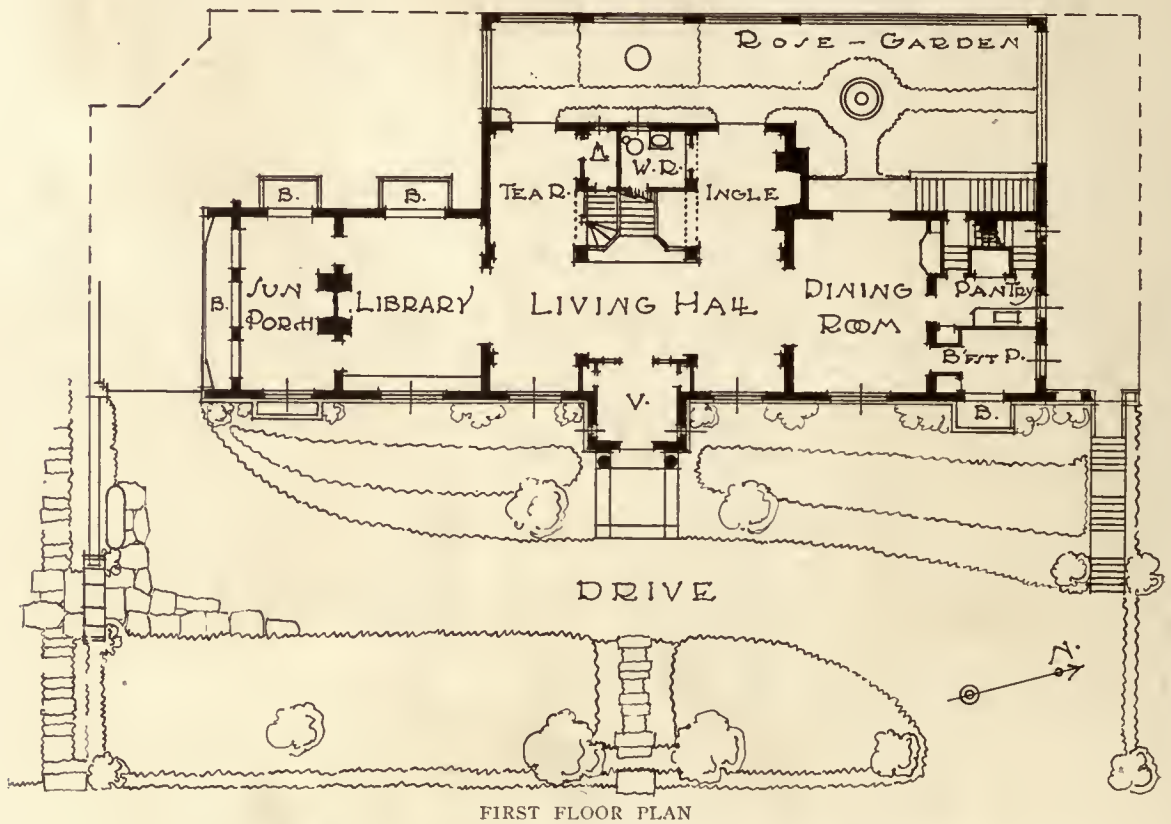 ROSE - GARDEN
W.R.
TEA R.
INGLE
B.
B.
SUN
PORCH
B.
LIBRARY
LIVING HALL
DINING
ROOM
PANTRY
B'FST P.
V.
B.
DRIVE
N.
FIRST FLOOR PLAN